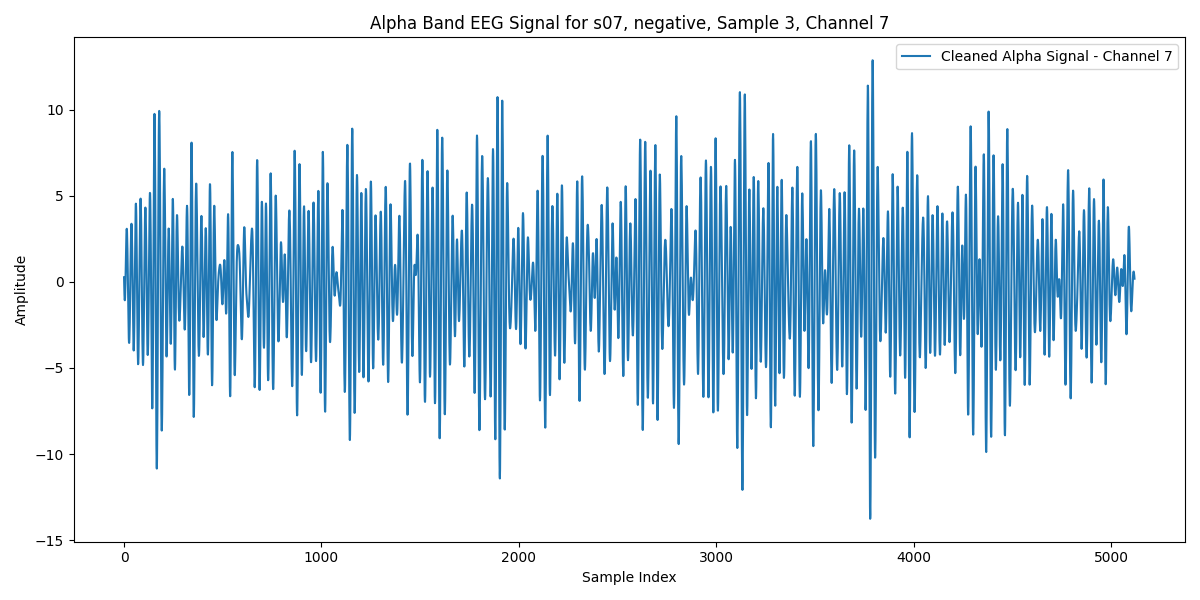 Alpha Band EEG Signal for s07, negative, Sample 3, Channel 7
Cleaned Alpha Signal - Channel 7
Amplitude
10
5
0
−5
−10
−15
0 1000 2000 3000 4000 5000
Sample Index